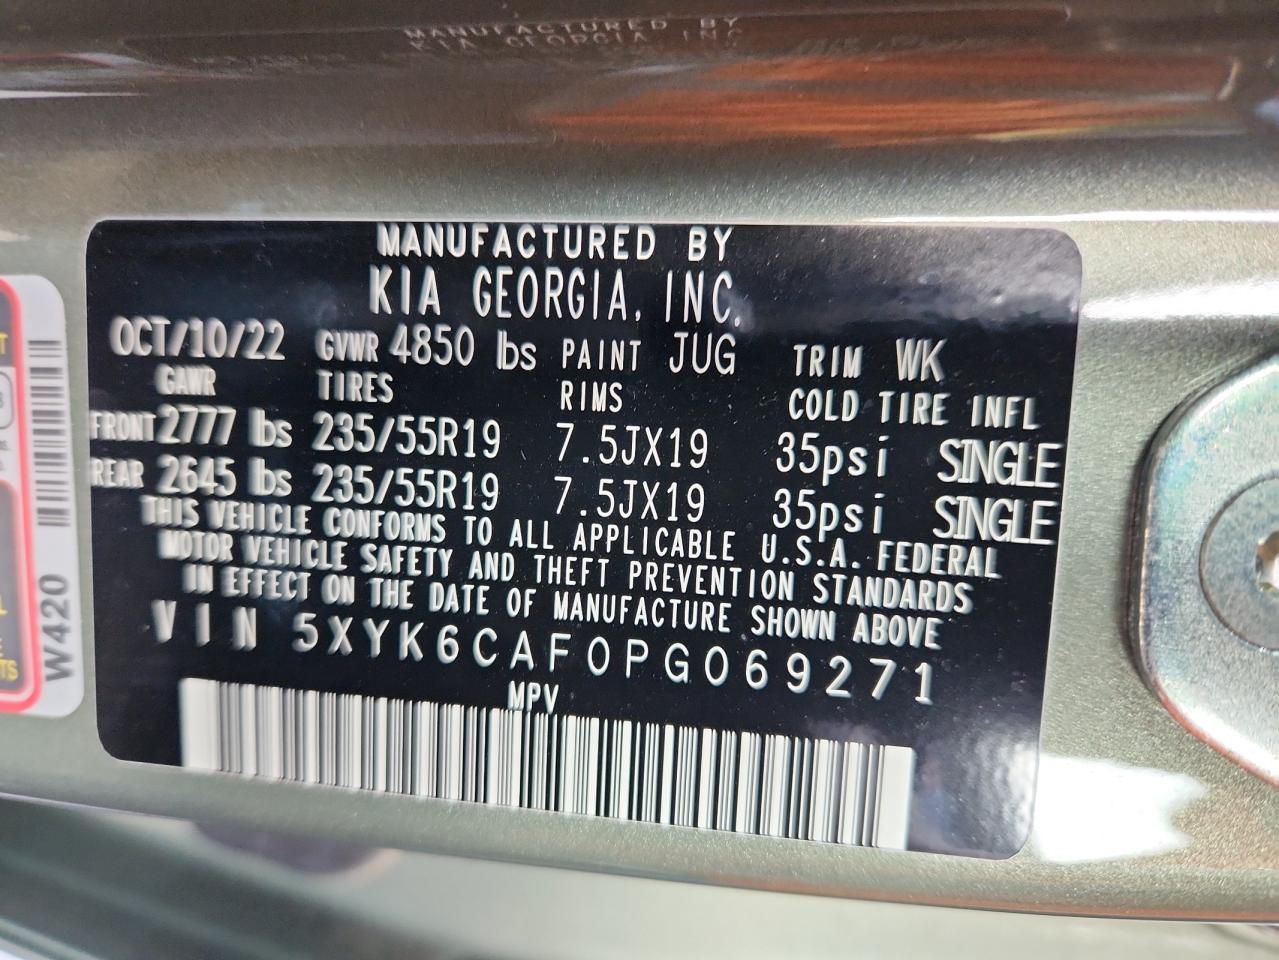 MANUFACTURED BY
KIA GEORGIA, INC.
OCT/10/22 GVWR 4850 lbs PAINT JUG TRIM WK
GAWR TIRES RIMS COLD TIRE INFL
FRONT 2777 lbs 235/55R19 7.5JX19 35psi SINGLE
REAR 2645 lbs 235/55R19 7.5JX19 35psi SINGLE
THIS VEHICLE CONFORMS TO ALL APPLICABLE U.S.A. FEDERAL
MOTOR VEHICLE SAFETY AND THEFT PREVENTION STANDARDS
IN EFFECT ON THE DATE OF MANUFACTURE SHOWN ABOVE
VIN 5XYK6CAF0PG069271
MPV
W420